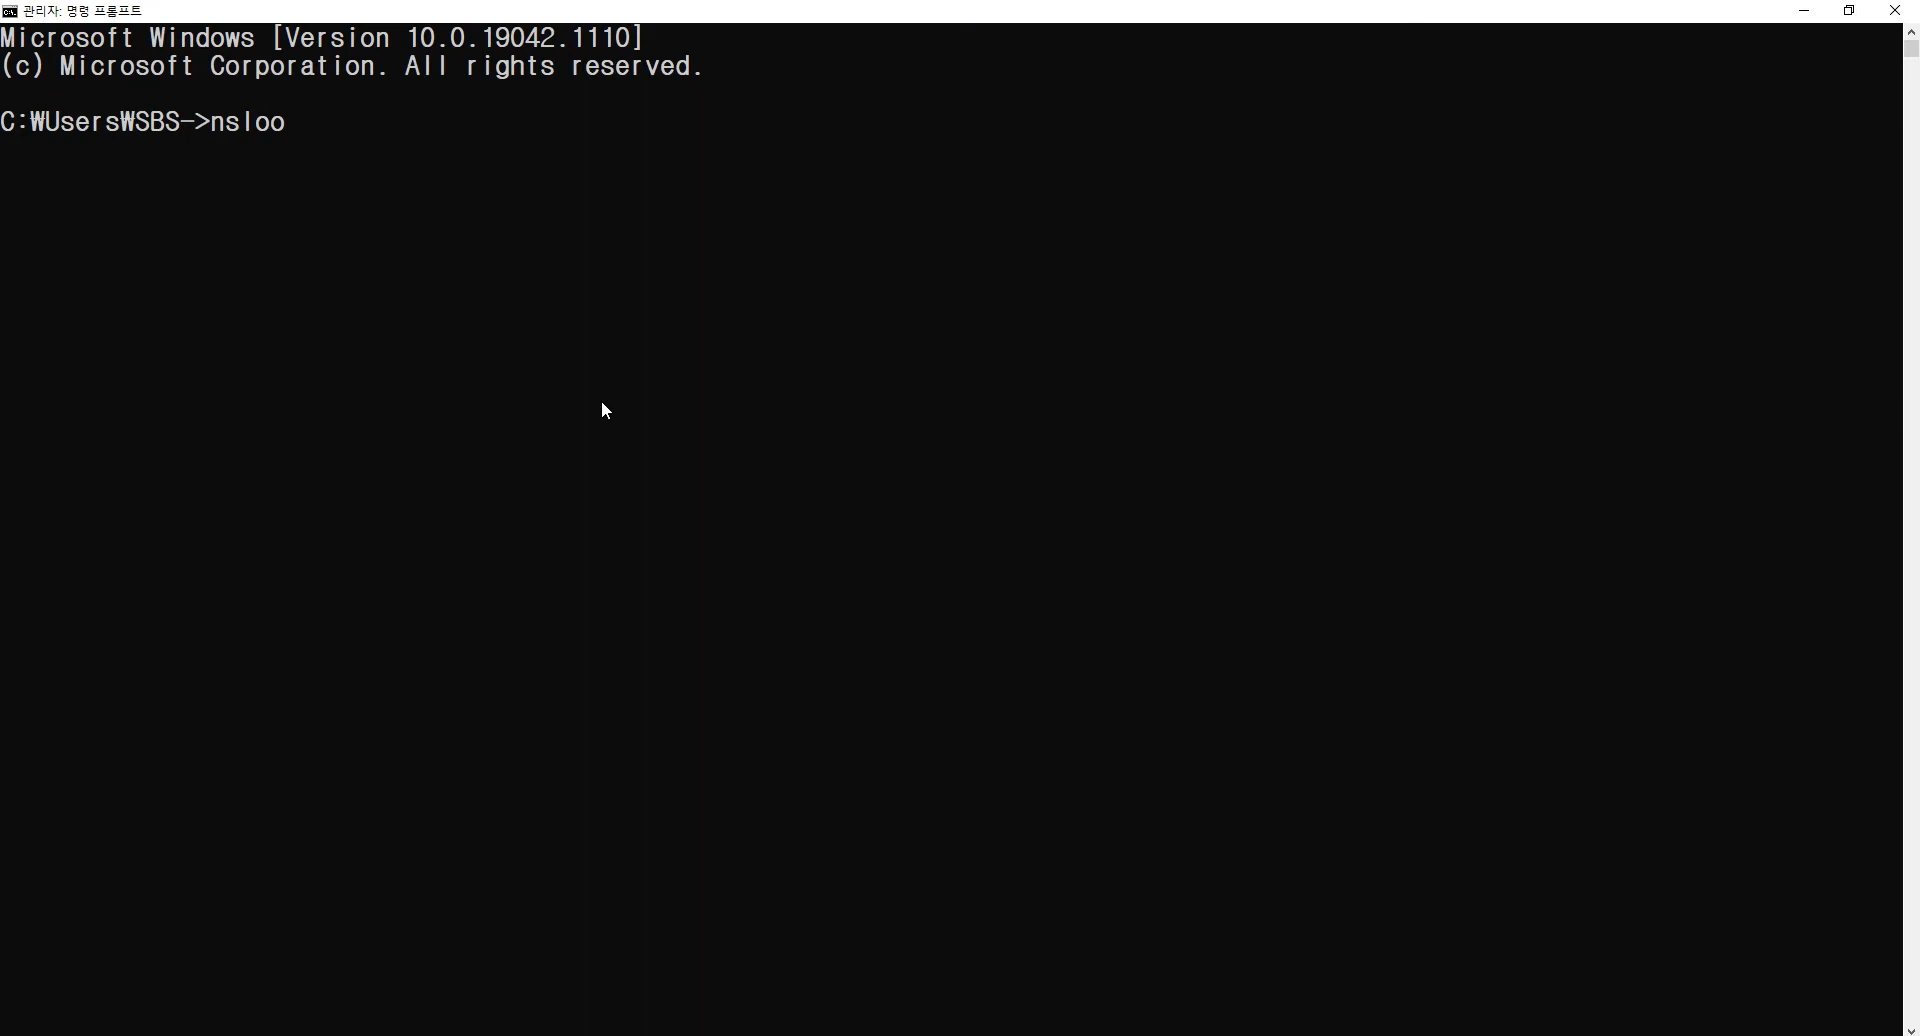 관리자: 명령 프롬프트
Microsoft Windows [Version 10.0.19042.1110]
(c) Microsoft Corporation. All rights reserved.
C:₩Users₩SBS->nsloo